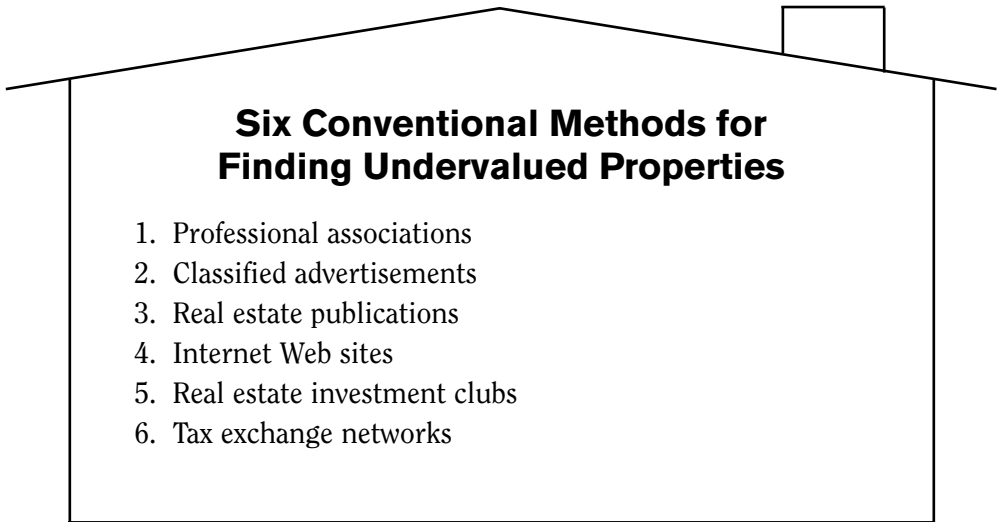 Six Conventional Methods for
Finding Undervalued Properties
1. Professional associations
2. Classified advertisements
3. Real estate publications
4. Internet Web sites
5. Real estate investment clubs
6. Tax exchange networks